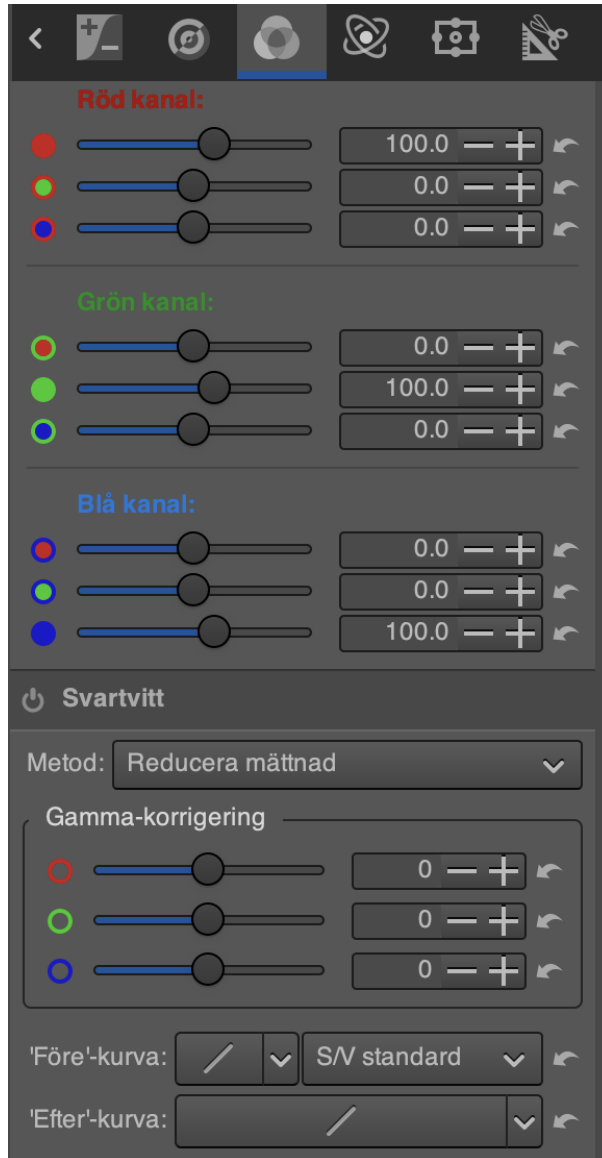 Röd kanal:
100.0
0.0
0.0
Grön kanal:
0.0
100.0
0.0
Blå kanal:
0.0
0.0
100.0
Svartvitt
Metod: Reducera mättnad
Gamma-korrigering
0
0
0
'Före'-kurva: S/V standard
'Efter'-kurva: